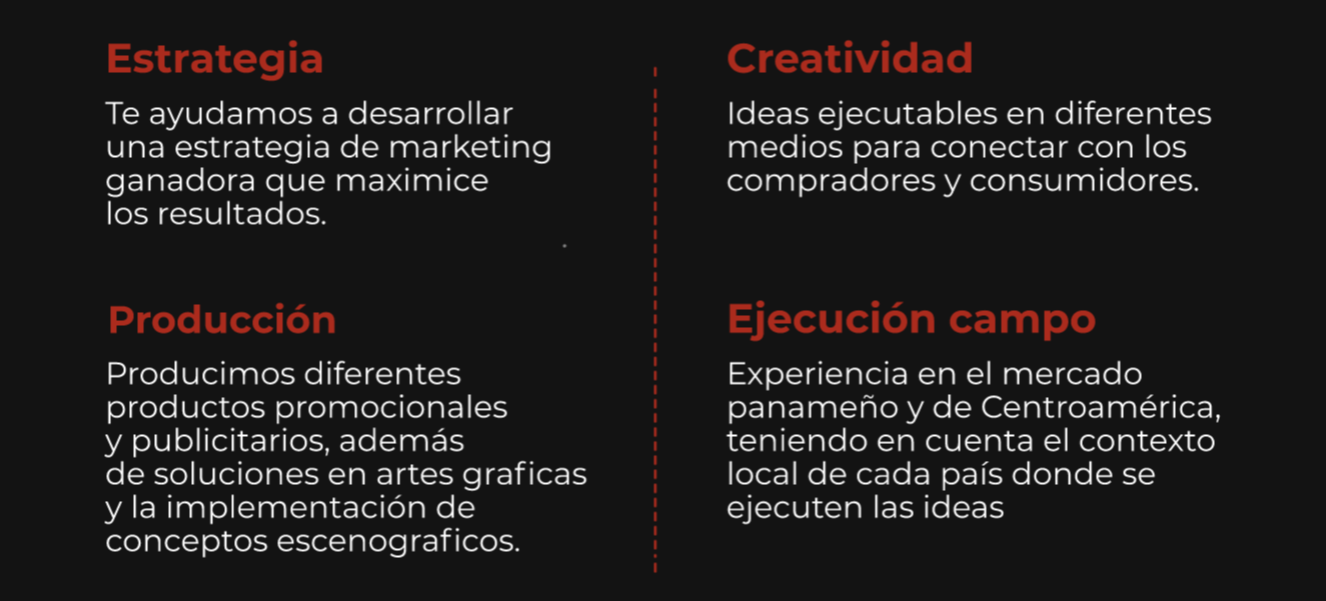 Estrategia
Te ayudamos a desarrollar
una estrategia de marketing
ganadora que maximice
los resultados.
Creatividad
Ideas ejecutables en diferentes
medios para conectar con los
compradores y consumidores.
Producción
Producimos diferentes
productos promocionales
y publicitarios, además
de soluciones en artes graficas
y la implementación de
conceptos escenograficos.
Ejecución campo
Experiencia en el mercado
panameño y de Centroamérica,
teniendo en cuenta el contexto
local de cada país donde se
ejecuten las ideas